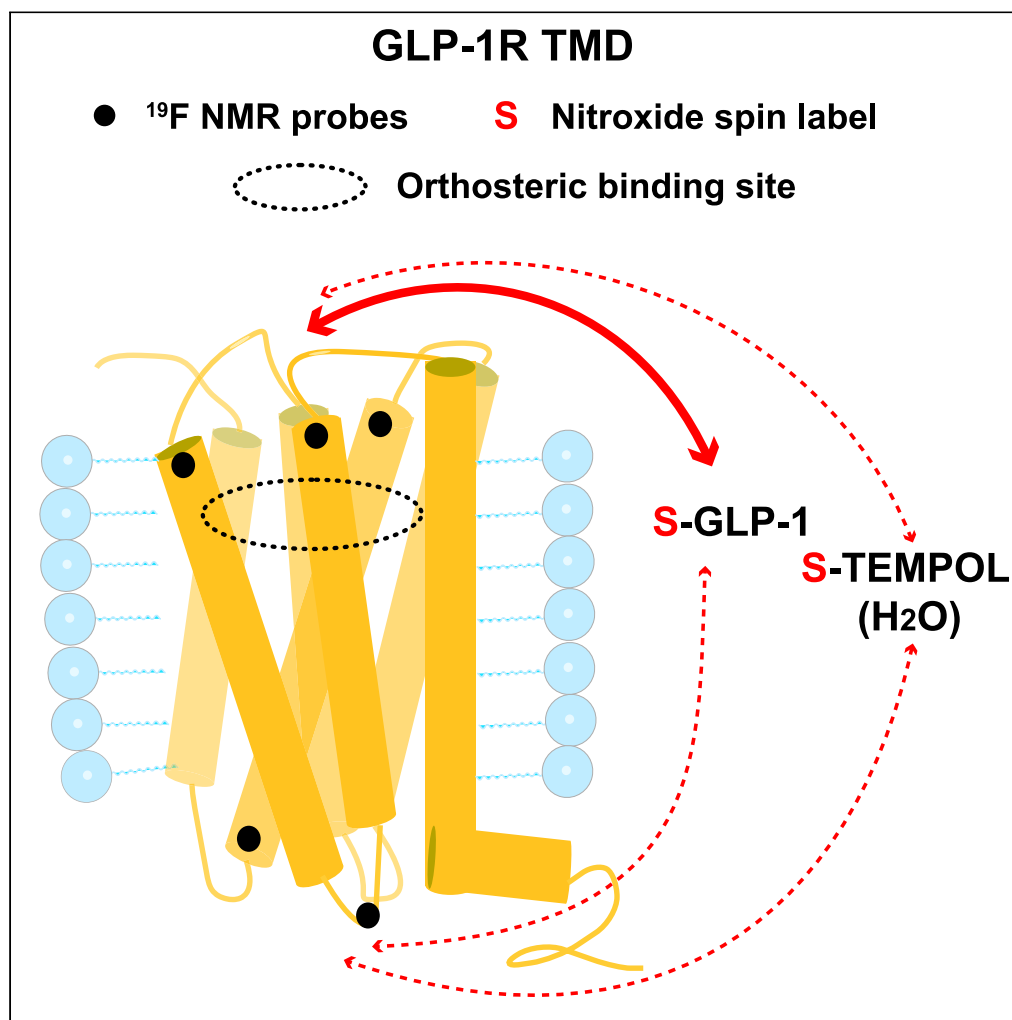 GLP-1R TMD
¹⁹F NMR probes S Nitroxide spin label
Orthosteric binding site
S-GLP-1
S-TEMPOL
(H2O)